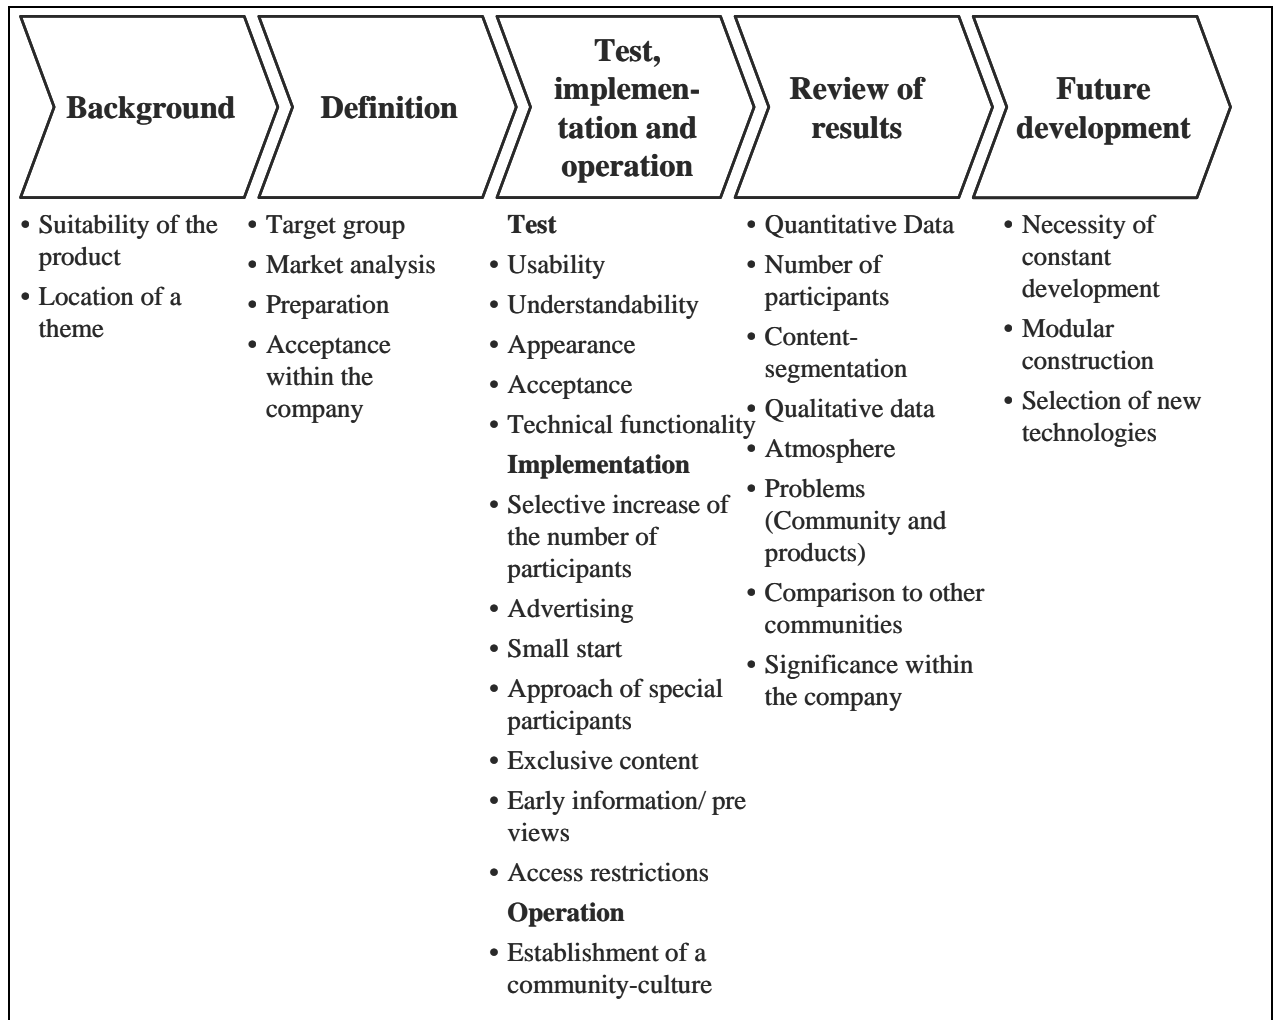 Background
Definition
Test,
implemen-
tation and
operation
Review of
results
Future
development
• Suitability of the
product
• Location of a
theme
• Target group
• Market analysis
• Preparation
• Acceptance
within the
company
Test
• Usability
• Understandability
• Appearance
• Acceptance
• Technical functionality
Implementation
• Selective increase of
the number of
participants
• Advertising
• Small start
• Approach of special
participants
• Exclusive content
• Early information/ pre
views
• Access restrictions
Operation
• Establishment of a
community-culture
• Quantitative Data
• Number of
participants
• Content-
segmentation
• Qualitative data
• Atmosphere
• Problems
(Community and
products)
• Comparison to other
communities
• Significance within
the company
• Necessity of
constant
development
• Modular
construction
• Selection of new
technologies